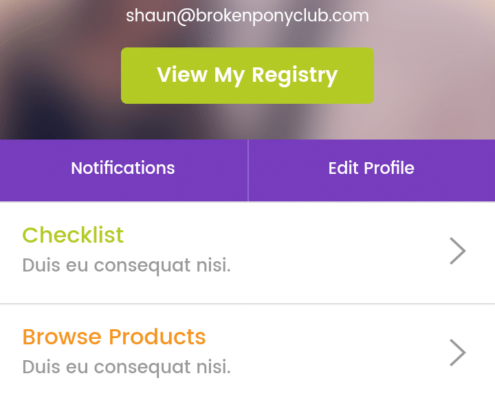 shaun@brokenponyclub.com
View My Registry
Notifications
Edit Profile
Checklist
Duis eu consequat nisi.
Browse Products
Duis eu consequat nisi.